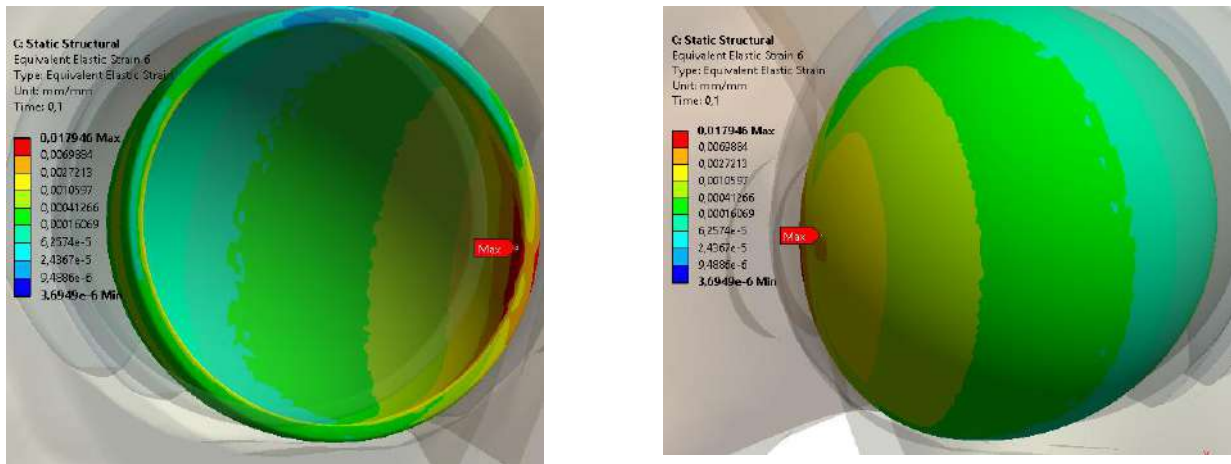 C: Static Structural
Equivalent Elastic Strain 6
Type: Equivalent Elastic Strain
Unit: mm/mm
Time: 0,1
0,017946 Max
0,0069884
0,0027213
0,0010597
0,00041266
0,00016069
6,2574e-5
2,4367e-5
9,4886e-6
3,6949e-6 Min
Max
C: Static Structural
Equivalent Elastic Strain 6
Type: Equivalent Elastic Strain
Unit: mm/mm
Time: 0,1
0,017946 Max
0,0069884
0,0027213
0,0010597
0,00041266
0,00016069
6,2574e-5
2,4367e-5
9,4886e-6
3,6949e-6 Min
Max